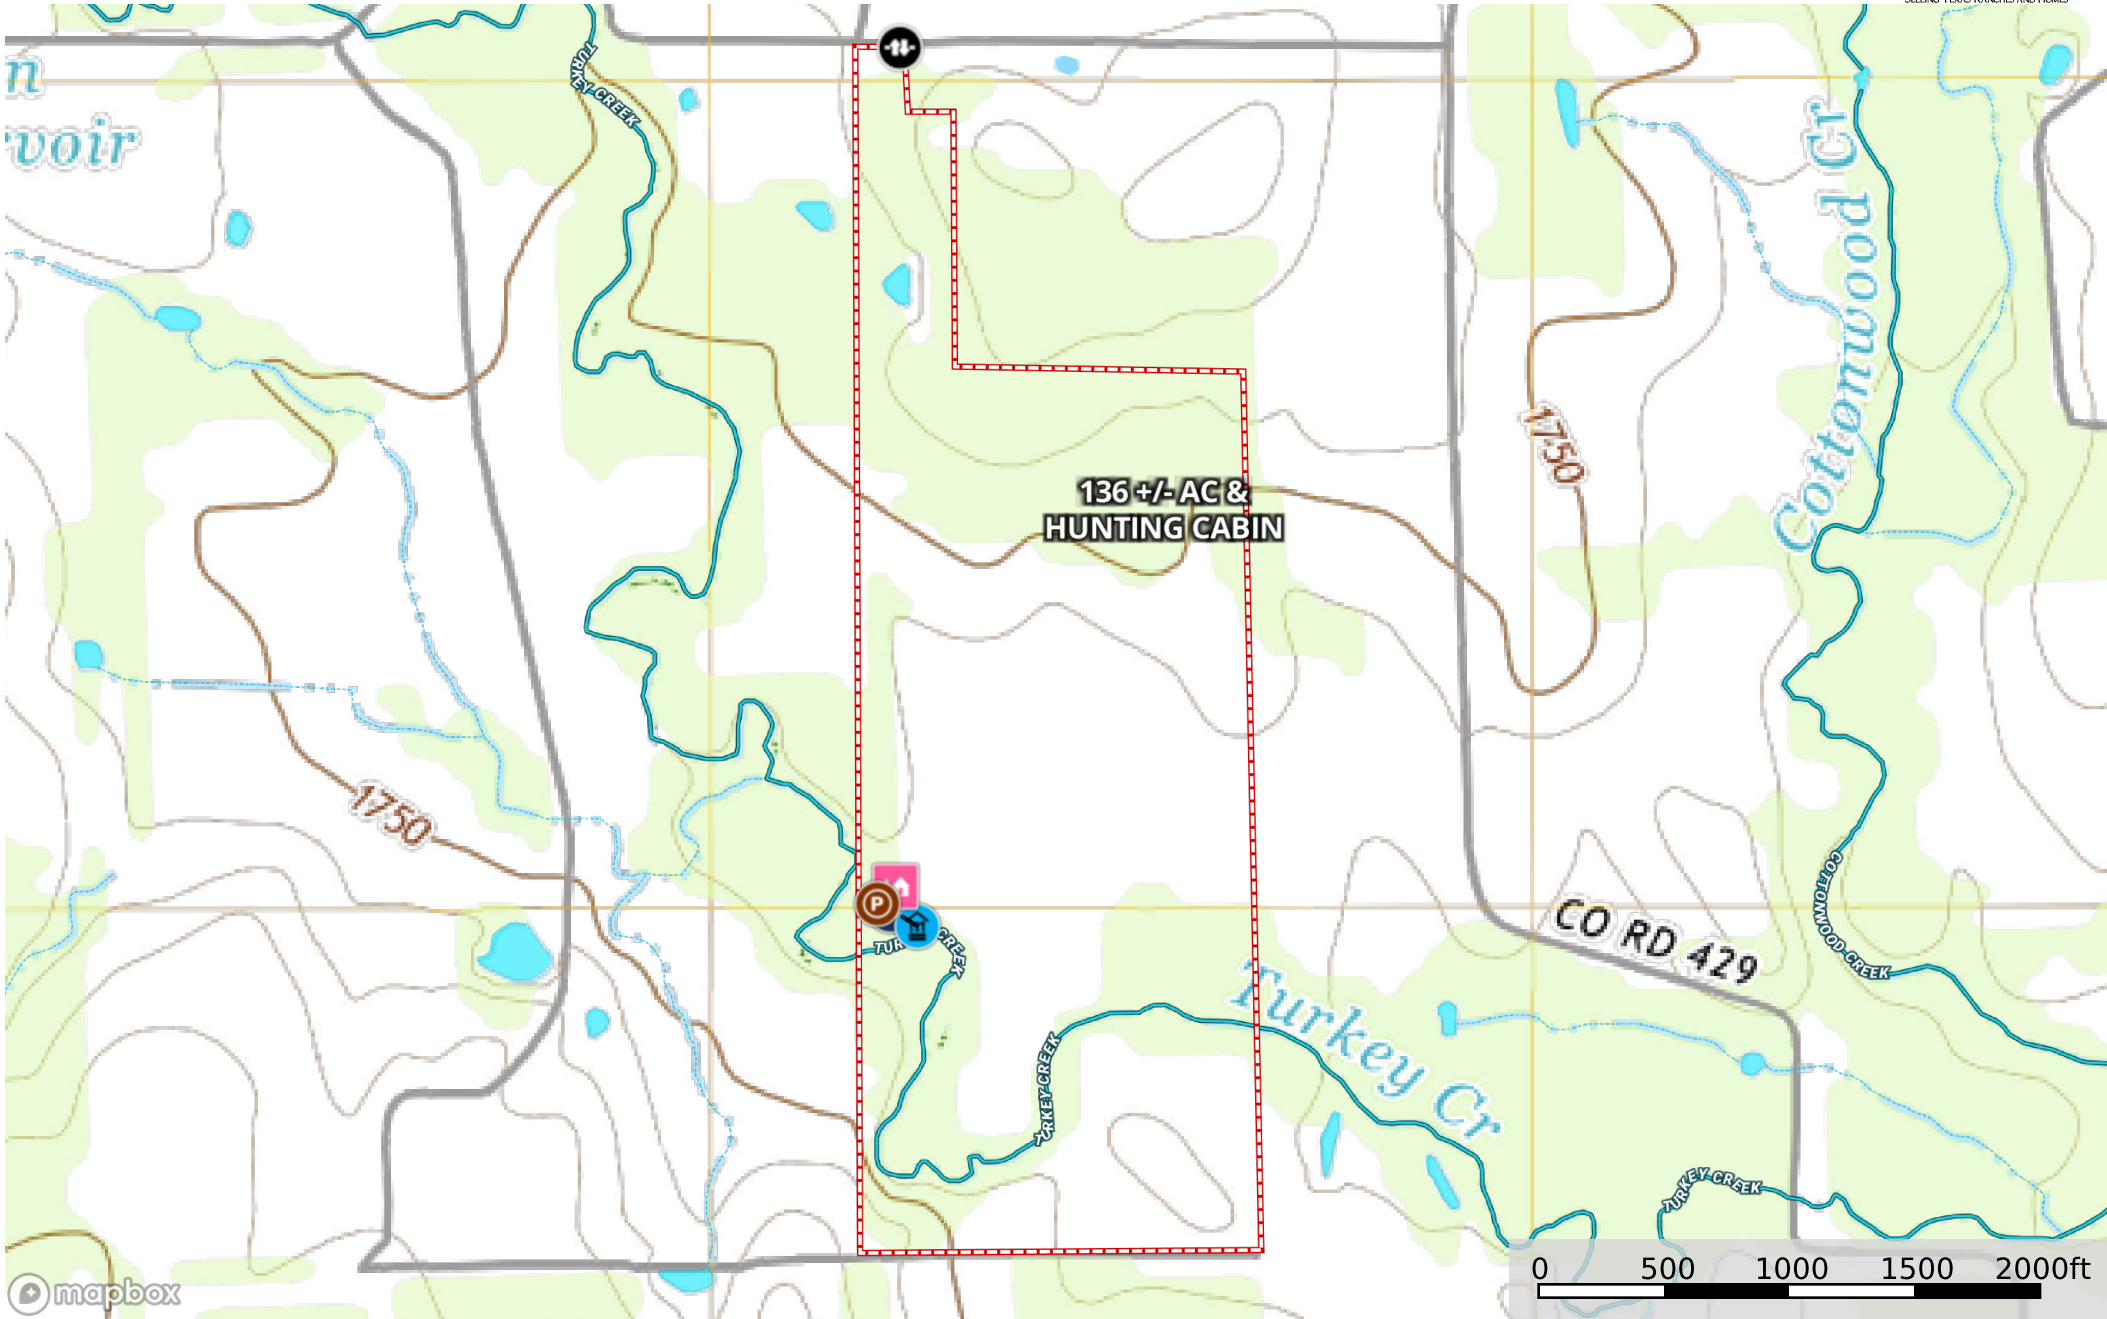 n
rvoir
TURKEY CREEK
Cottonwood Cr
136 +/- AC &
HUNTING CABIN
1750
1750
P
TUR CREEK
CO RD 429
COTTONWOOD CREEK
Turkey Cr
TURKEY CREEK
TURKEY CREEK
0 500 1000 1500 2000ft
mapbox